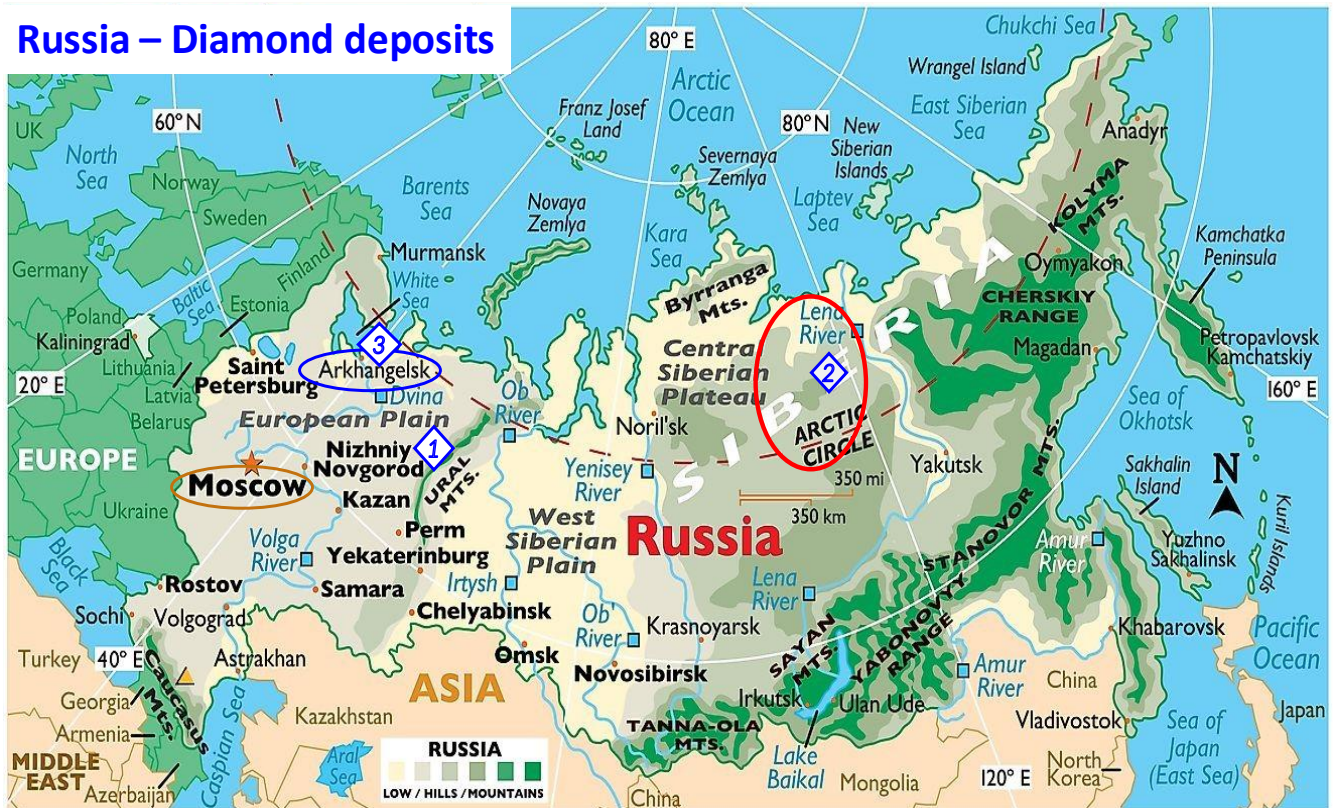 Russia – Diamond deposits
80° E
Chukchi Sea
Wrangel Island
Arctic
Ocean
East Siberian
Sea
Franz Josef
Land
60° N
80° N
New
Siberian
Islands
Anadyr
UK
North
Sea
Severnaya
Zemlya
Laptev
Sea
Norway
Barents
Sea
Novaya
Zemlya
KOLYMA
MTS.
Sweden
Kara
Sea
Kamchatka
Peninsula
Murmansk
Oymyakon
Germany
Finland
White
Sea
Byrranga
Mts.
SIBERIA
CHERSKIY
RANGE
Baltic
Sea
Estonia
Lena
River
Poland
Kaliningrad
3
Central
Siberian
Plateau
Petropavlovsk
Kamchatskiy
Magadan
Lithuania
Saint
Petersburg
Arkhangelsk
2
20° E
Latvia
Dvina
Ob'
River
160° E
Belarus
European Plain
Noril'sk
ARCTIC
CIRCLE
Sea of
Okhotsk
EUROPE
Nizhniy
Novgorod
1
URAL
MTS.
Yenisey
River
Yakutsk
Sakhalin
Island
N
Moscow
350 mi
350 km
Kazan
Ukraine
Perm
West
Siberian
Plain
Russia
STANOVOY MTS.
Kuril Islands
Volga
River
Yekaterinburg
Amur
River
Yuzhno
Sakhalinsk
Black
Sea
Irtysh
Lena
River
Rostov
Samara
Sochi
Volgograd
Chelyabinsk
Ob'
River
Krasnoyarsk
SAYAN
MTS.
YABONOVY
RANGE
Khabarovsk
Pacific
Ocean
Turkey
40° E
Astrakhan
Omsk
Novosibirsk
Amur
River
China
Caucasus
Mts.
ASIA
Irkutsk
Ulan Ude
Georgia
Kazakhstan
Vladivostok
Japan
Armenia
Caspian Sea
TANNA-OLA
MTS.
Sea of
Japan
(East Sea)
MIDDLE
EAST
Aral
Sea
RUSSIA
LOW / HILLS / MOUNTAINS
Lake
Baikal
Mongolia
120° E
North
Korea
Azerbaijan
China